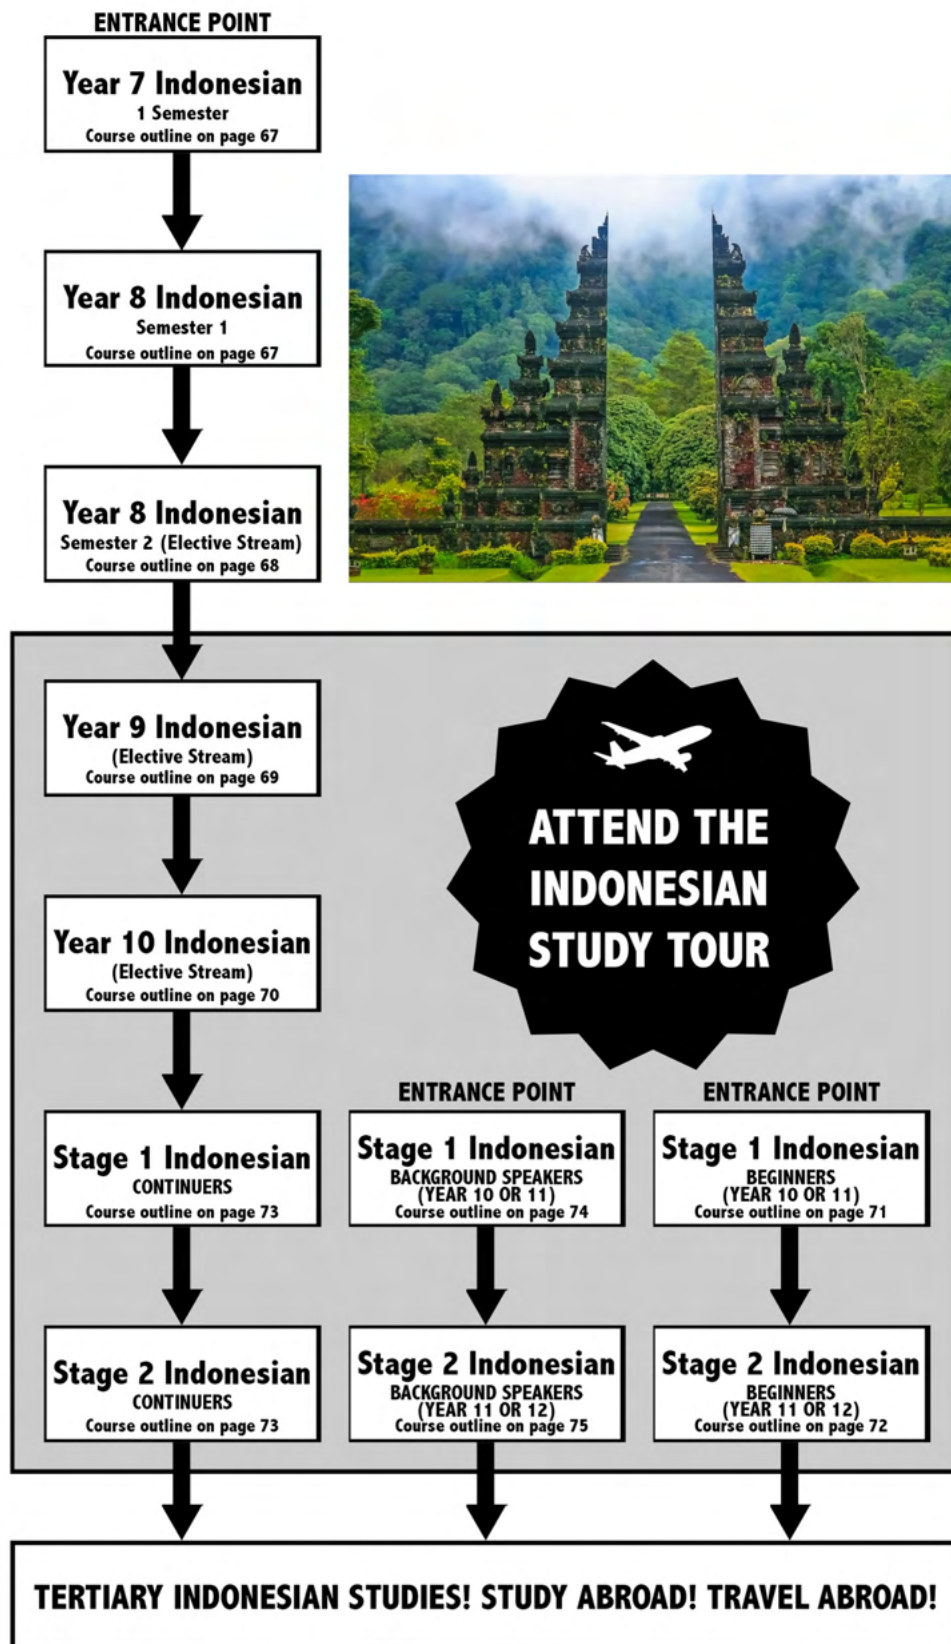 ENTRANCE POINT
Year 7 Indonesian
1 Semester
Course outline on page 67
Year 8 Indonesian
Semester 1
Course outline on page 67
Year 8 Indonesian
Semester 2 (Elective Stream)
Course outline on page 68
Year 9 Indonesian
(Elective Stream)
Course outline on page 69
ATTEND THE
INDONESIAN
STUDY TOUR
Year 10 Indonesian
(Elective Stream)
Course outline on page 70
Stage 1 Indonesian
CONTINUERS
Course outline on page 73
ENTRANCE POINT
Stage 1 Indonesian
BACKGROUND SPEAKERS
(YEAR 10 OR 11)
Course outline on page 74
ENTRANCE POINT
Stage 1 Indonesian
BEGINNERS
(YEAR 10 OR 11)
Course outline on page 71
Stage 2 Indonesian
CONTINUERS
Course outline on page 73
Stage 2 Indonesian
BACKGROUND SPEAKERS
(YEAR 11 OR 12)
Course outline on page 75
Stage 2 Indonesian
BEGINNERS
(YEAR 11 OR 12)
Course outline on page 72
TERTIARY INDONESIAN STUDIES! STUDY ABROAD! TRAVEL ABROAD!